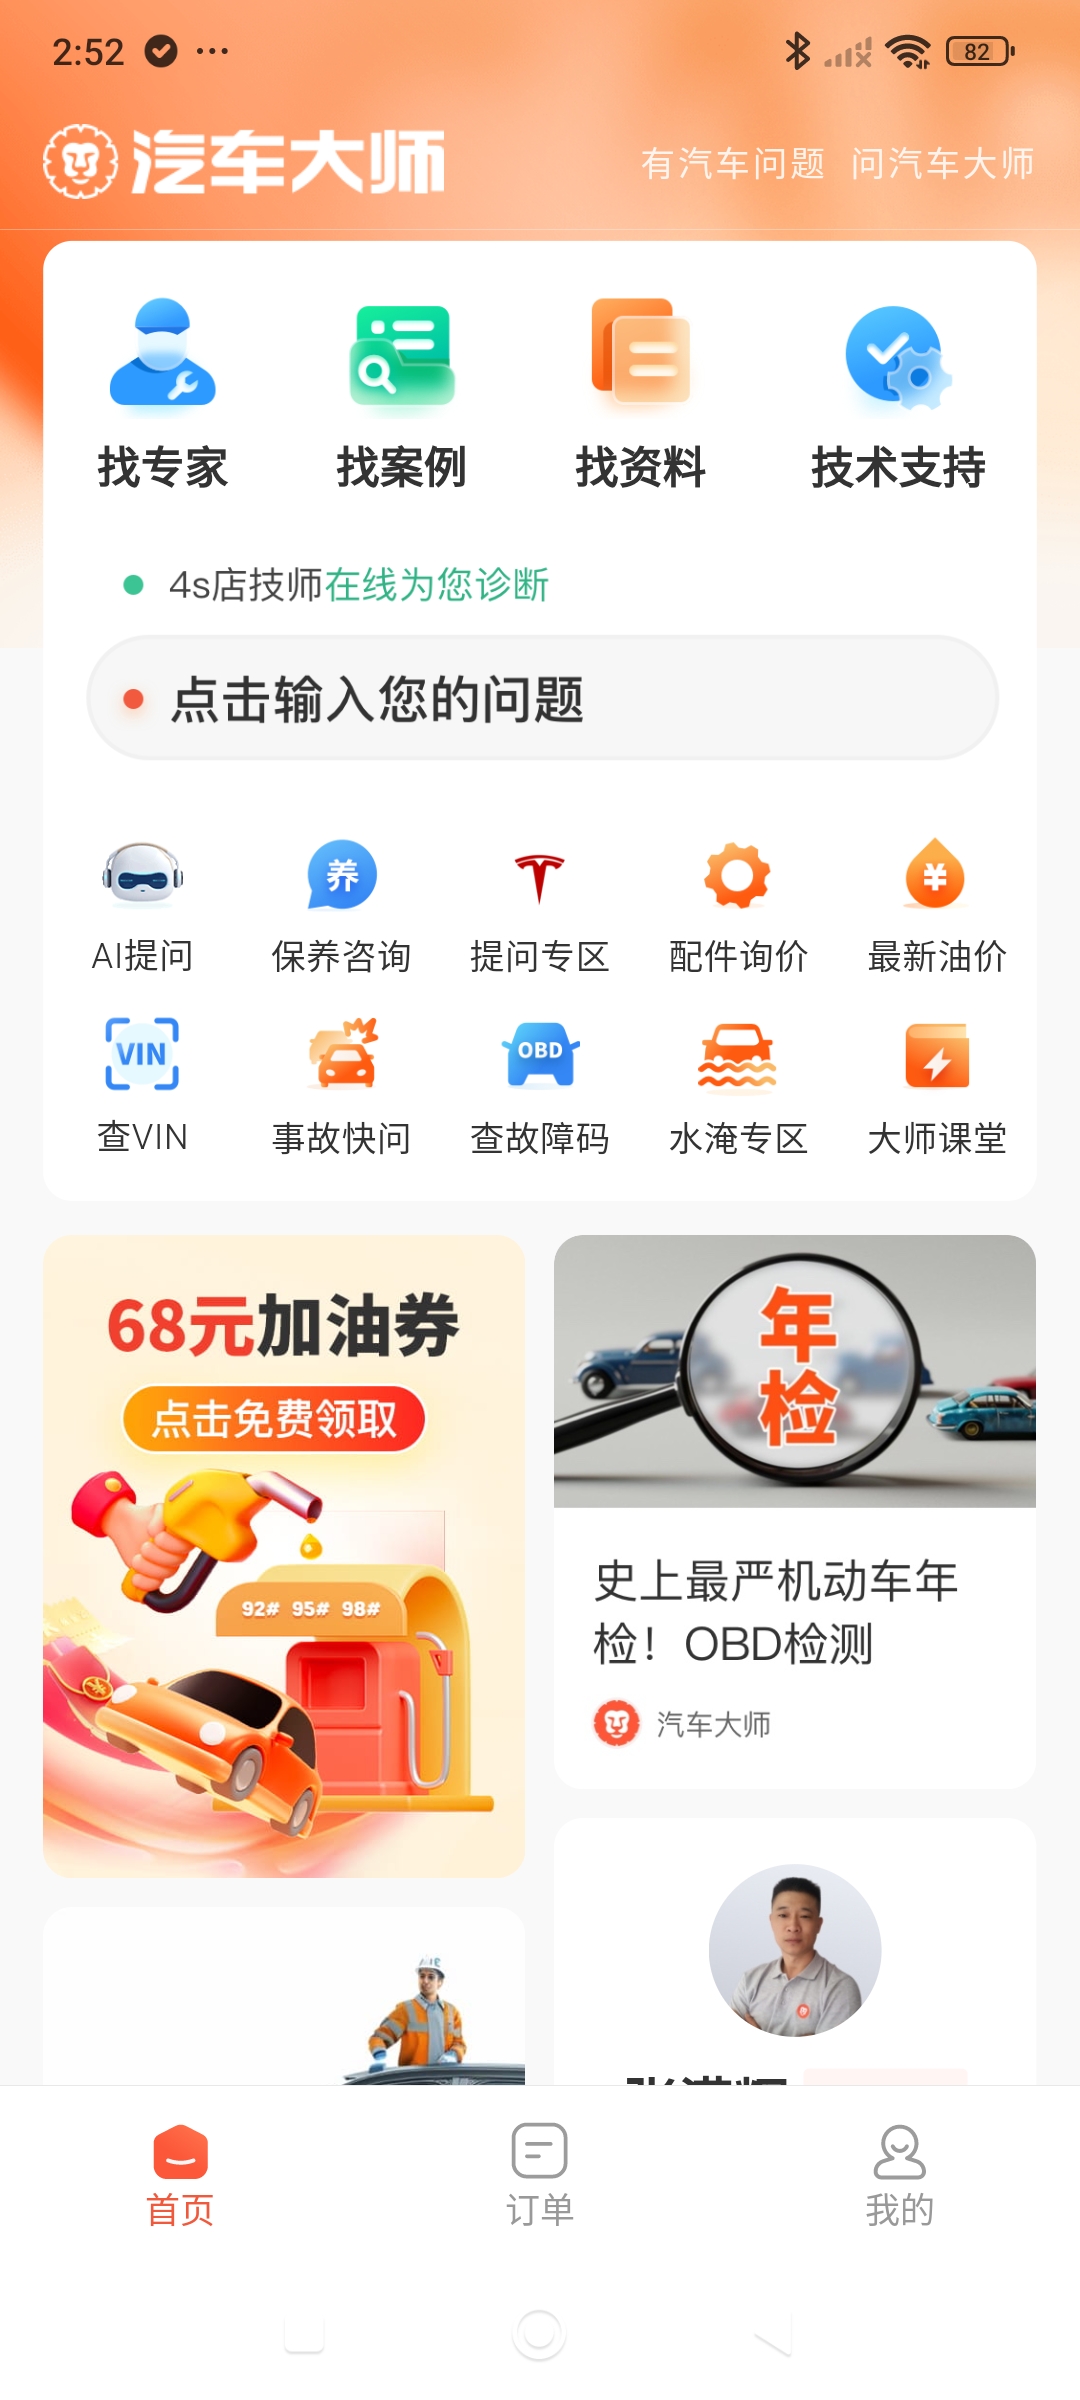 2:52
82
汽车大师
有汽车问题 问汽车大师
找专家 找案例 找资料 技术支持
4s店技师在线为您诊断
点击输入您的问题
养
¥
AI提问 保养咨询 提问专区 配件询价 最新油价
VIN
OBD
查VIN 事故快问 查故障码 水淹专区 大师课堂
68元加油券
点击免费领取
92# 95# 98#
¥
年
检
史上最严机动车年
检！OBD检测
汽车大师
首页 订单 我的